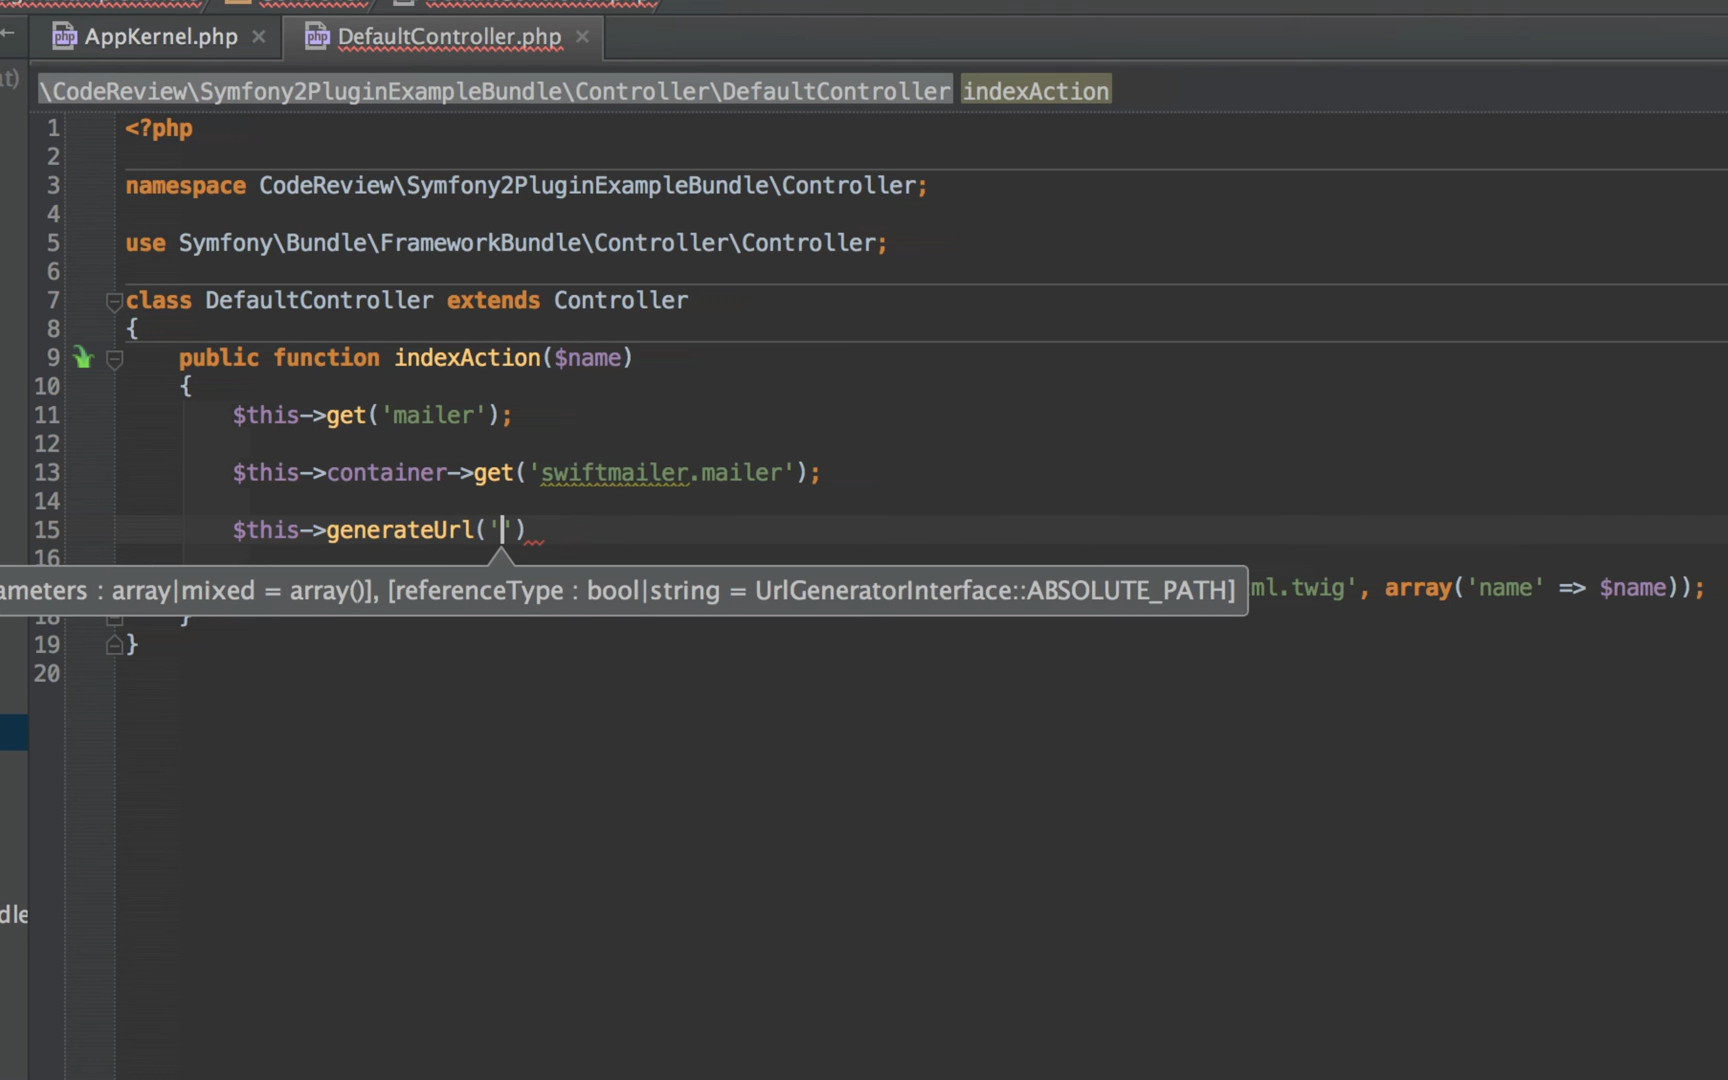 AppKernel.php DefaultController.php
\CodeReview\Symfony2PluginExampleBundle\Controller\DefaultController indexAction
1 <?php
2
3 namespace CodeReview\Symfony2PluginExampleBundle\Controller;
4
5 use Symfony\Bundle\FrameworkBundle\Controller\Controller;
6
7 class DefaultController extends Controller
8 {
9 public function indexAction($name)
10 {
11 $this->get('mailer');
12
13 $this->container->get('swiftmailer.mailer');
14
15 $this->generateUrl('')
16
ameters : array|mixed = array()], [referenceType : bool|string = UrlGeneratorInterface::ABSOLUTE_PATH] ml.twig', array('name' => $name));
18 }
19 }
20